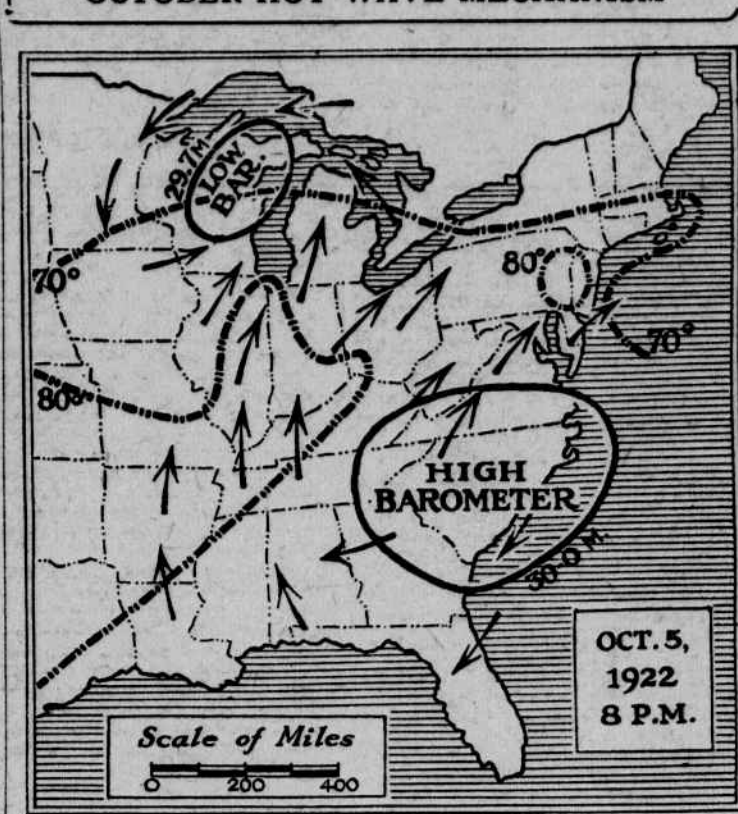 OCTOBER HOT WAVE MECHANISM
29.7 M.
LOW
BAR.
70°
80°
80°
70°
HIGH
BAROMETER
30.0 M.
OCT. 5,
1922
8 P.M.
Scale of Miles
0 200 400